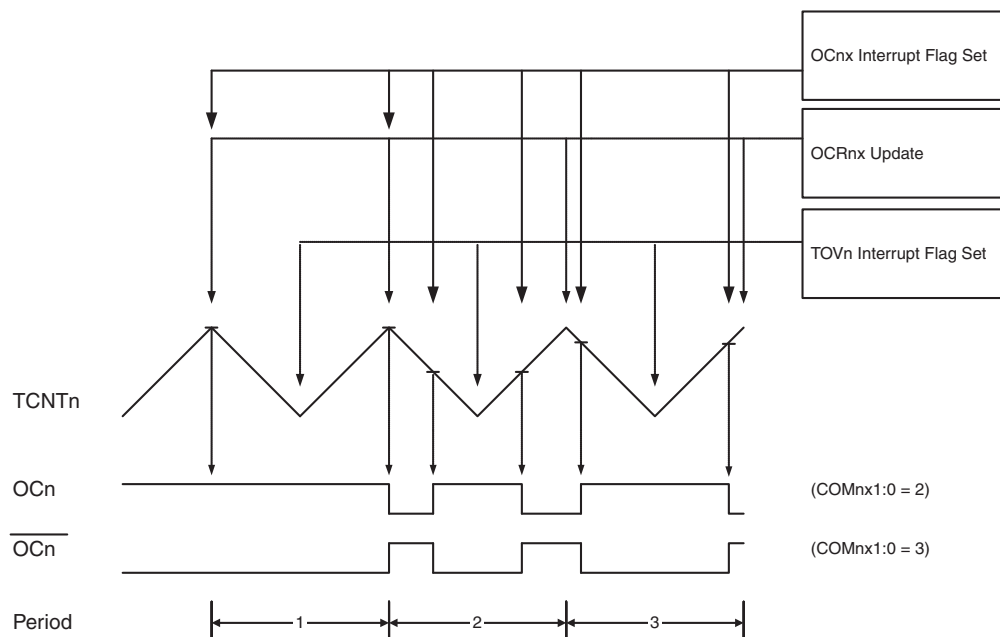 OCnx Interrupt Flag Set
OCRnx Update
TOVn Interrupt Flag Set
TCNTn
OCn
(COMnx1:0 = 2)
OCn
(COMnx1:0 = 3)
Period
1
2
3